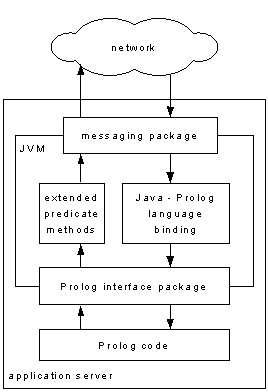 network
messaging package
JVM
extended
predicate
methods
Java - Prolog
language
binding
Prolog interface package
Prolog code
application server